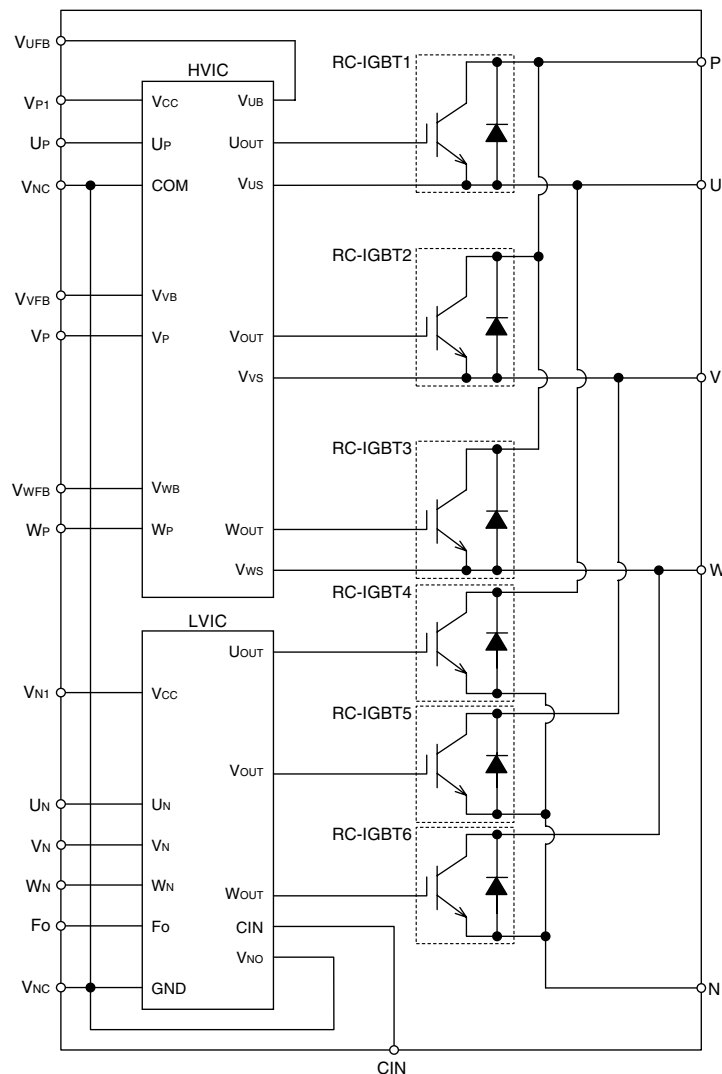 VUFB
HVIC
RC-IGBT1
P
VP1
VCC
VUB
UP
UP
UOUT
VNC
COM
VUS
U
RC-IGBT2
VVFB
VVB
VP
VP
VOUT
VVS
V
RC-IGBT3
VWFB
VWB
WP
WP
WOUT
VWS
W
RC-IGBT4
LVIC
UOUT
VN1
VCC
RC-IGBT5
VOUT
UN
UN
VN
VN
RC-IGBT6
WN
WN
WOUT
Fo
Fo
CIN
VNO
VNC
GND
N
CIN